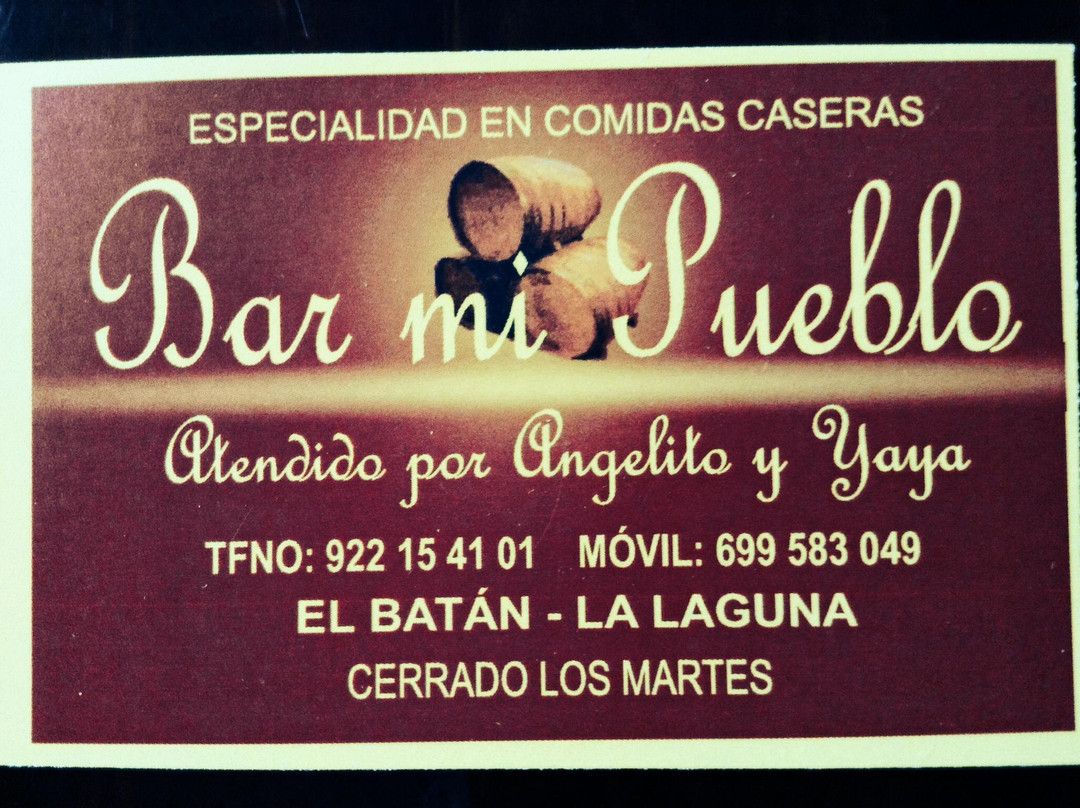 ESPECIALIDAD EN COMIDAS CASERAS
Bar mi Pueblo
Atendido por Angelito y Yaya
TFNO: 922 15 41 01 MÓVIL: 699 583 049
EL BATÁN - LA LAGUNA
CERRADO LOS MARTES